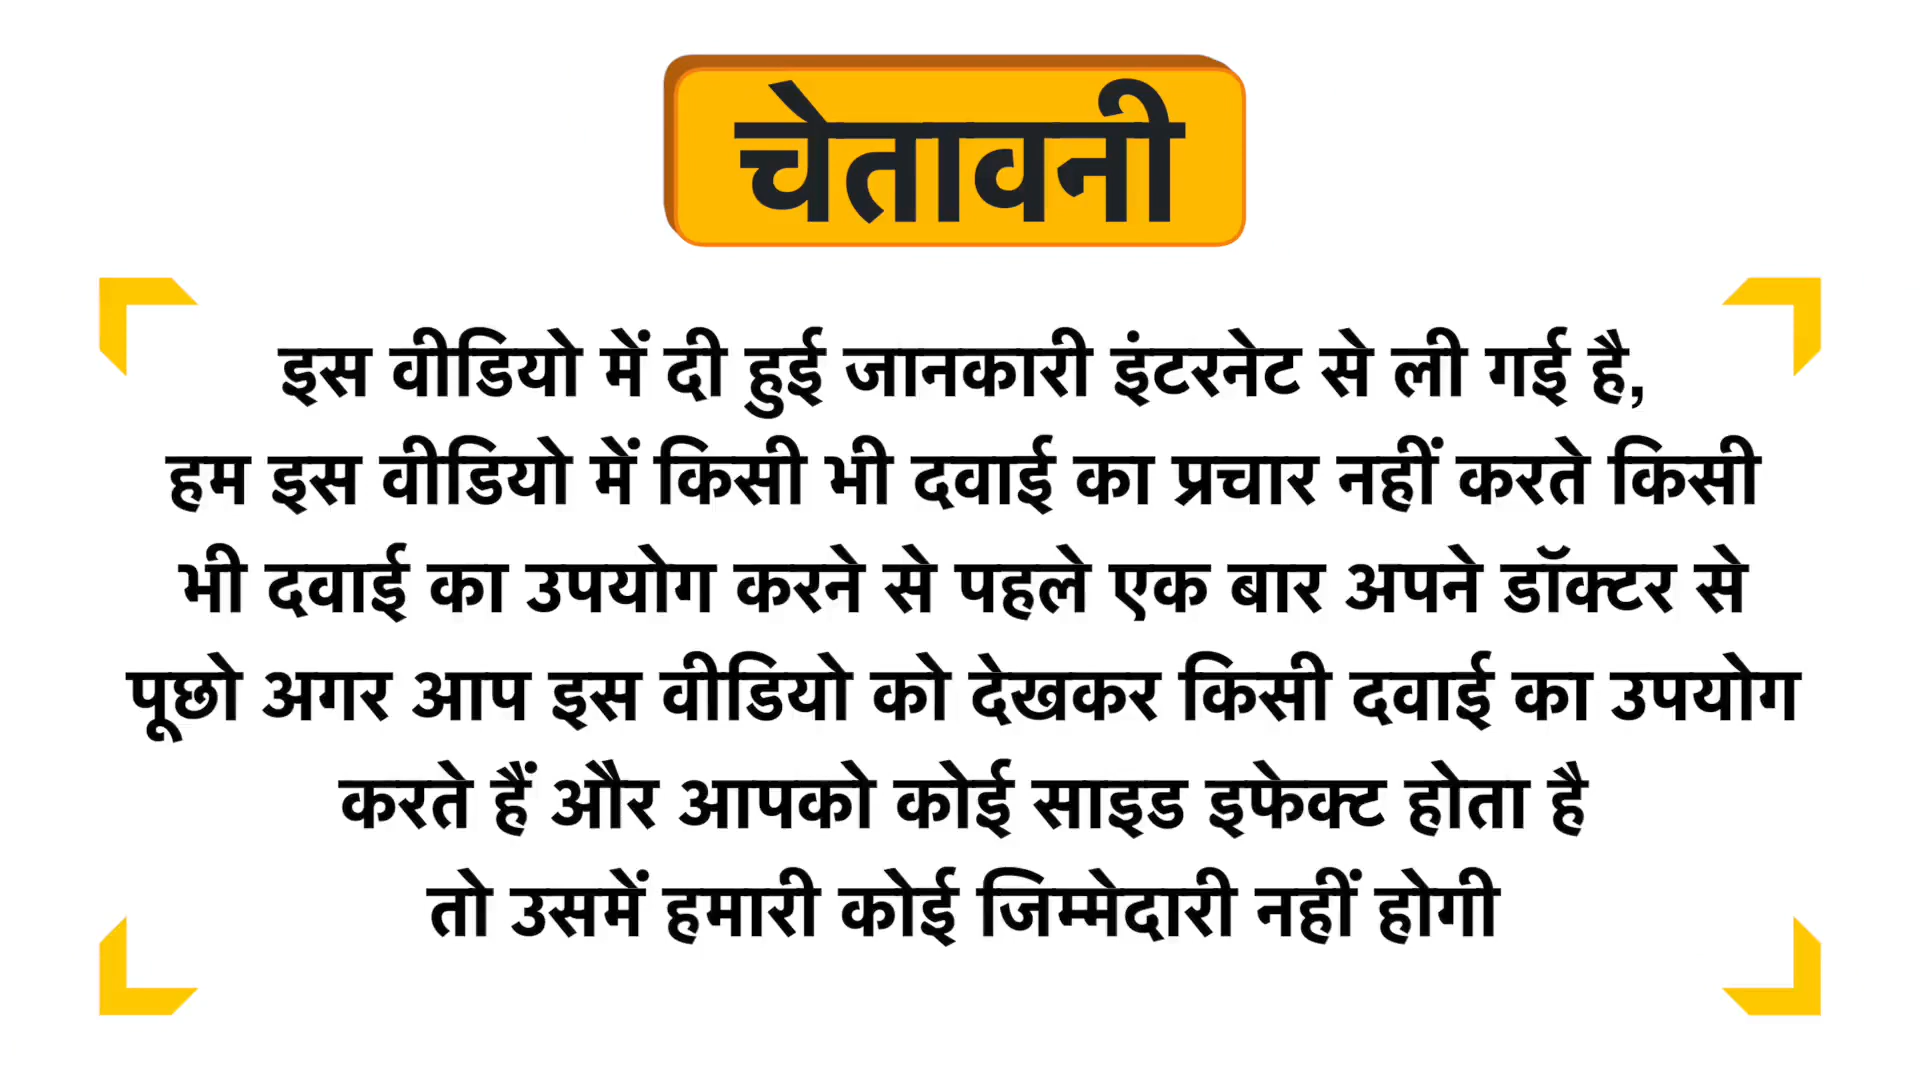 चेतावनी
इस वीडियो में दी हुई जानकारी इंटरनेट से ली गई है,
हम इस वीडियो में किसी भी दवाई का प्रचार नहीं करते किसी
भी दवाई का उपयोग करने से पहले एक बार अपने डॉक्टर से
पूछो अगर आप इस वीडियो को देखकर किसी दवाई का उपयोग
करते हैं और आपको कोई साइड इफेक्ट होता है
तो उसमें हमारी कोई जिम्मेदारी नहीं होगी